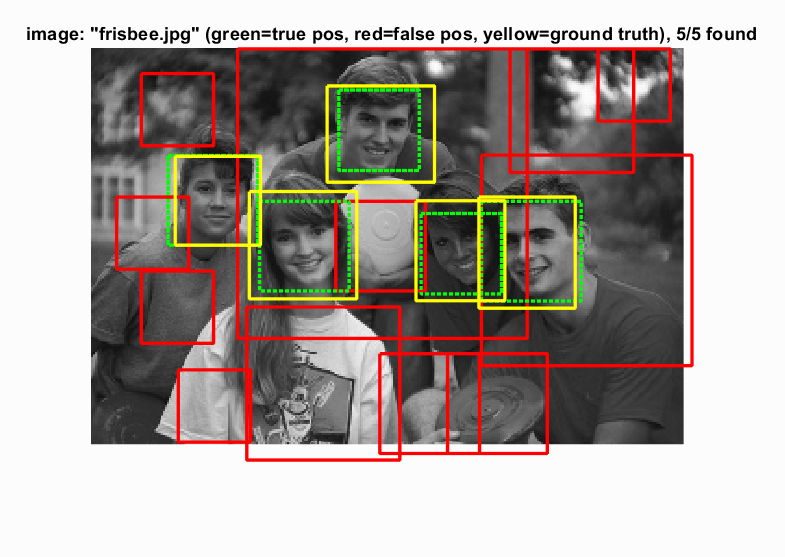 image: "frisbee.jpg" (green=true pos, red=false pos, yellow=ground truth), 5/5 found